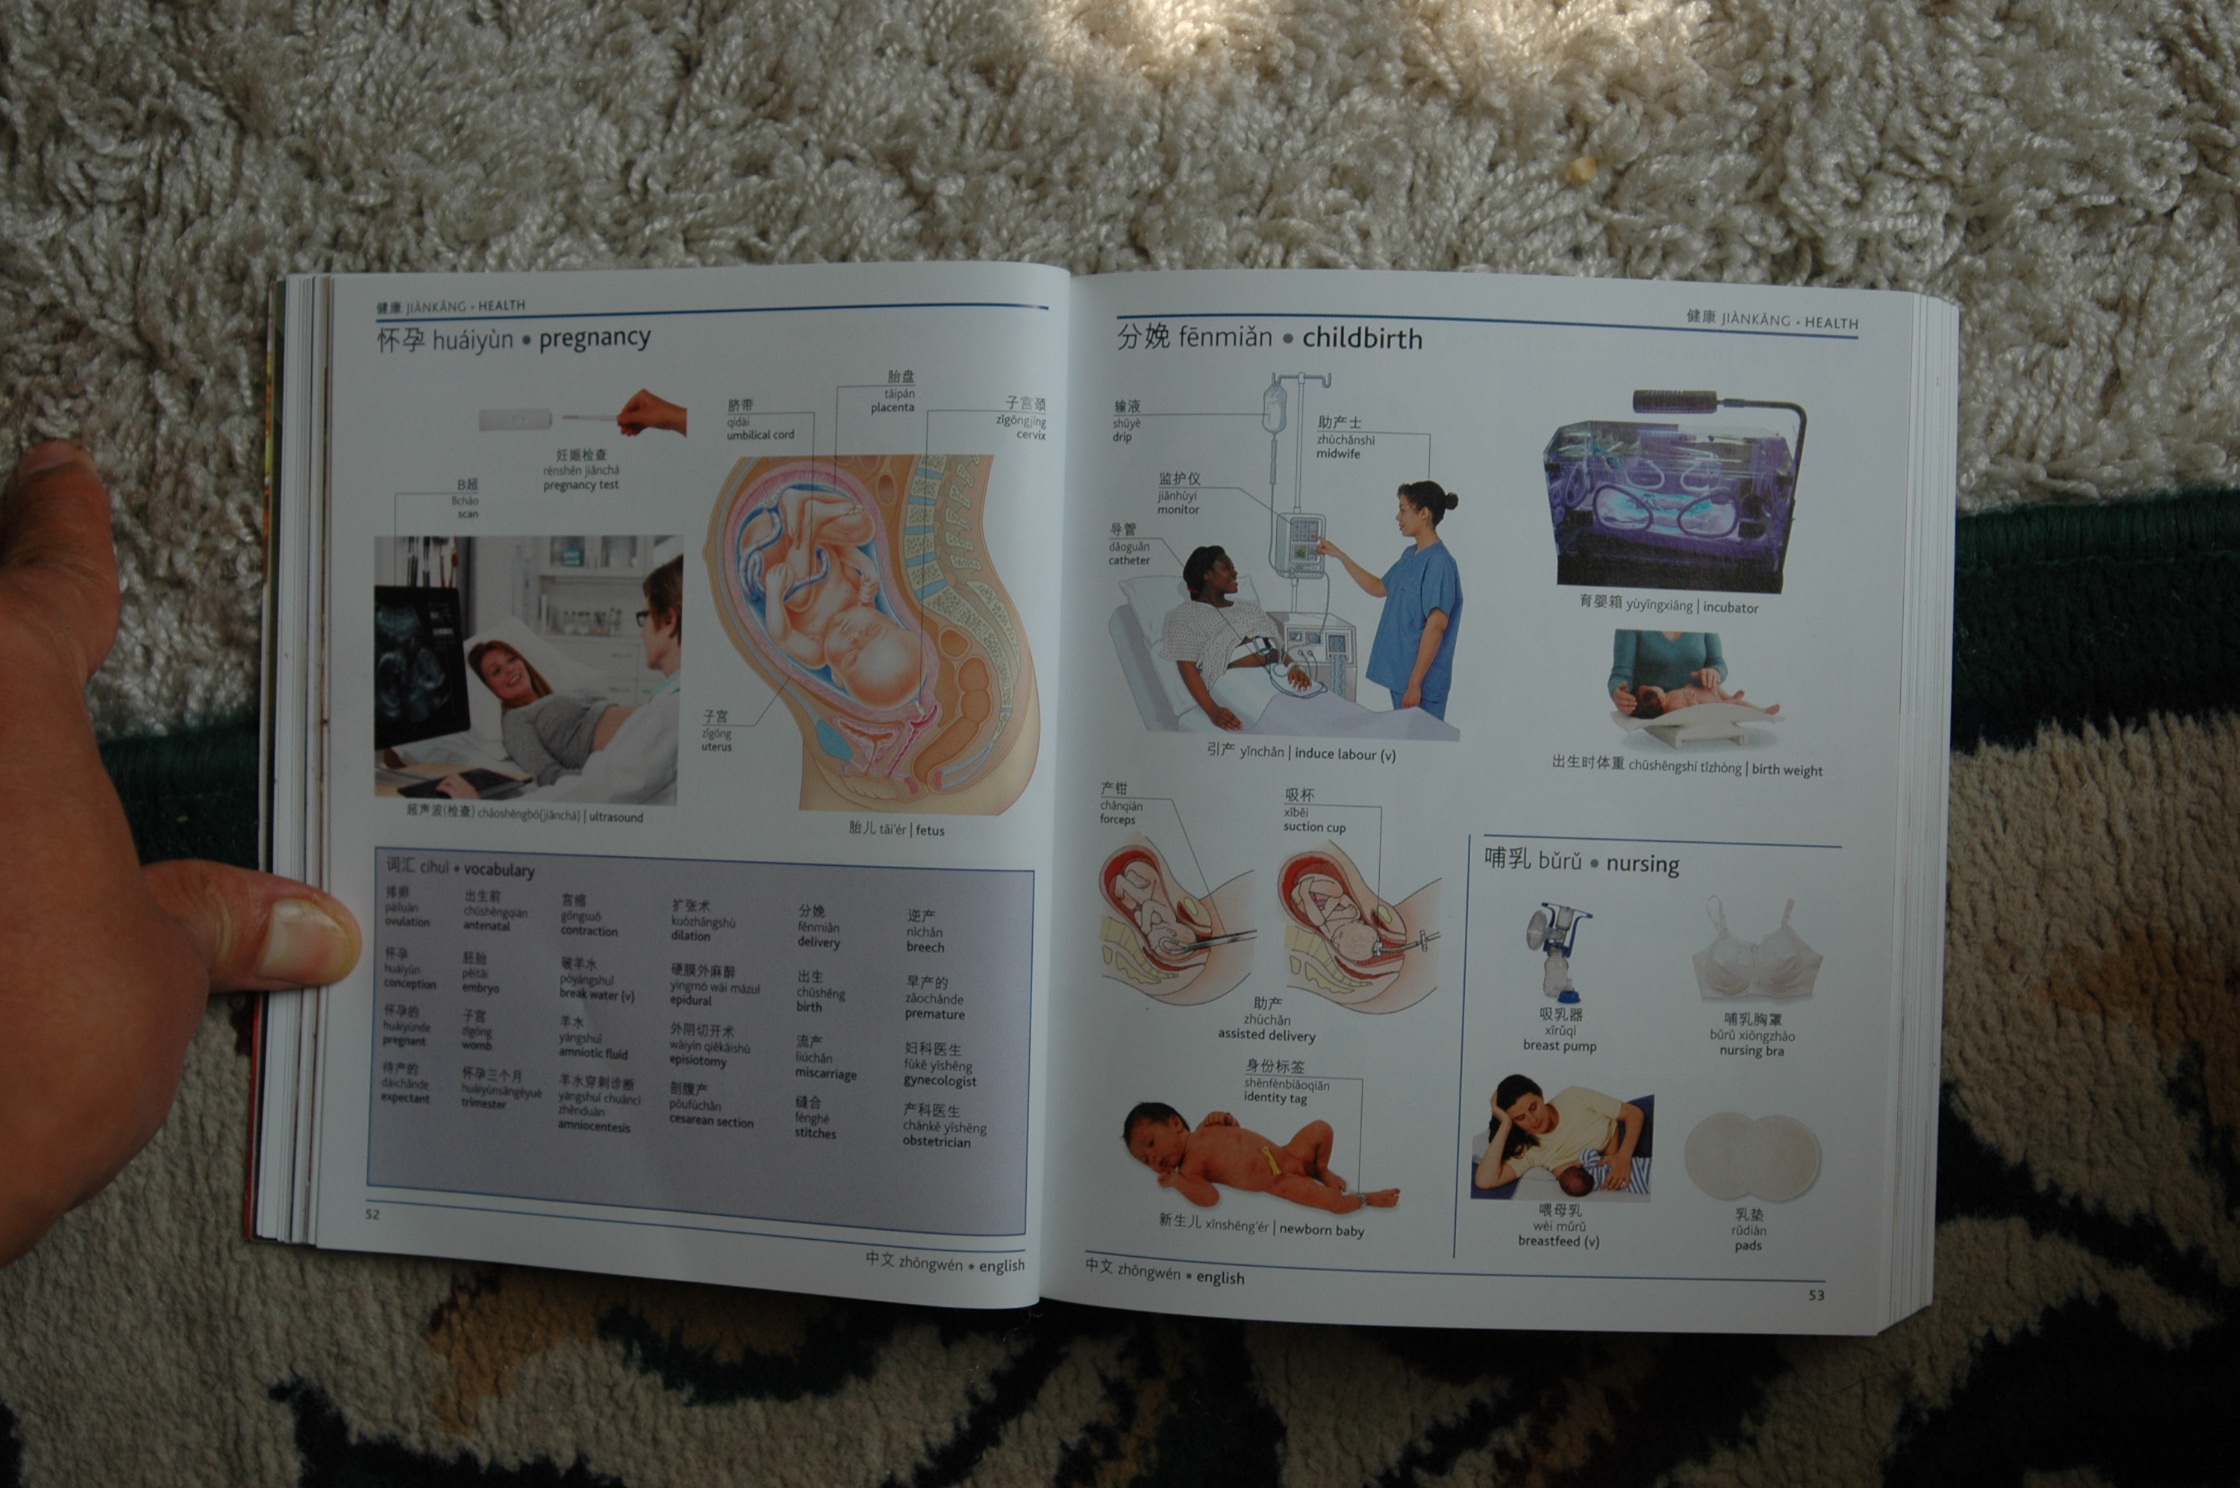 健康 JIÀNKĀNG • HEALTH
怀孕 huáiyùn • pregnancy
妊娠检查
rènshēn jiǎnchá
pregnancy test
B超
Bchāo
scan
超声波(检查) chāoshēngbō(jiǎnchá) | ultrasound
脐带
qídài
umbilical cord
胎盘
tāipán
placenta
子宫颈
zǐgōngjǐng
cervix
子宫
zǐgōng
uterus
胎儿 tāi'ér | fetus
词汇 cíhuì • vocabulary
排卵
páiluǎn
ovulation
怀孕
huáiyùn
conception
怀孕的
huáiyùnde
pregnant
待产的
dàichǎnde
expectant
出生前
chūshēngqián
antenatal
胚胎
pēitāi
embryo
子宫
zǐgōng
womb
怀孕三个月
huáiyùnsāngèyuè
trimester
宫缩
gōngsuō
contraction
破羊水
pòyángshuǐ
break water (v)
羊水
yángshuǐ
amniotic fluid
羊水穿刺诊断
yángshuǐ chuāncì
zhěnduàn
amniocentesis
扩张术
kuòzhāngshù
dilation
硬膜外麻醉
yìngmó wài mázuì
epidural
外阴切开术
wàiyīn qiēkāishù
episiotomy
剖腹产
pōufùchǎn
cesarean section
分娩
fēnmiǎn
delivery
出生
chūshēng
birth
流产
liúchǎn
miscarriage
缝合
fénghé
stitches
逆产
nìchǎn
breech
早产的
zǎochǎnde
premature
妇科医生
fùkē yīshēng
gynecologist
产科医生
chǎnkē yīshēng
obstetrician
52
中文 zhōngwén • english
健康 JIÀNKĀNG • HEALTH
分娩 fēnmiǎn • childbirth
输液
shūyè
drip
监护仪
jiānhùyí
monitor
导管
dǎoguǎn
catheter
助产士
zhùchǎnshì
midwife
引产 yǐnchǎn | induce labour (v)
育婴箱 yùyīngxiāng | incubator
出生时体重 chūshēngshí tǐzhòng | birth weight
产钳
chǎnqián
forceps
吸杯
xībēi
suction cup
助产
zhùchǎn
assisted delivery
身份标签
shēnfènbiāoqiān
identity tag
新生儿 xīnshēng'ér | newborn baby
哺乳 bǔrǔ • nursing
吸乳器
xīrǔqì
breast pump
哺乳胸罩
bǔrǔ xiōngzhào
nursing bra
喂母乳
wèi mǔrǔ
breastfeed (v)
乳垫
rǔdiàn
pads
中文 zhōngwén • english
53